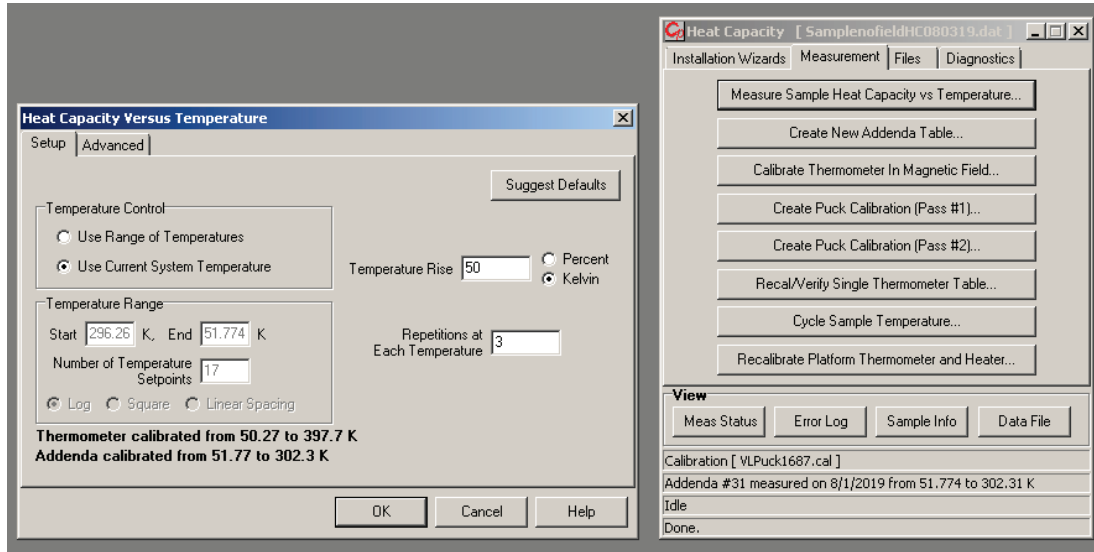 Heat Capacity Versus Temperature
Setup Advanced
Suggest Defaults
Temperature Control
Use Range of Temperatures
Use Current System Temperature
Temperature Rise 50 Percent
Kelvin
Temperature Range
Start 296.26 K, End 51.774 K
Number of Temperature
Setpoints 17
Log Square Linear Spacing
Repetitions at
Each Temperature 3
Thermometer calibrated from 50.27 to 397.7 K
Addenda calibrated from 51.77 to 302.3 K
OK Cancel Help
Heat Capacity [ SamplenofieldHC080319.dat ]
Installation Wizards Measurement Files Diagnostics
Measure Sample Heat Capacity vs Temperature...
Create New Addenda Table...
Calibrate Thermometer In Magnetic Field...
Create Puck Calibration (Pass #1)...
Create Puck Calibration (Pass #2)...
Recal/Verify Single Thermometer Table...
Cycle Sample Temperature...
Recalibrate Platform Thermometer and Heater...
View
Meas Status Error Log Sample Info Data File
Calibration [ VLPuck1687.cal ]
Addenda #31 measured on 8/1/2019 from 51.774 to 302.31 K
Idle
Done.